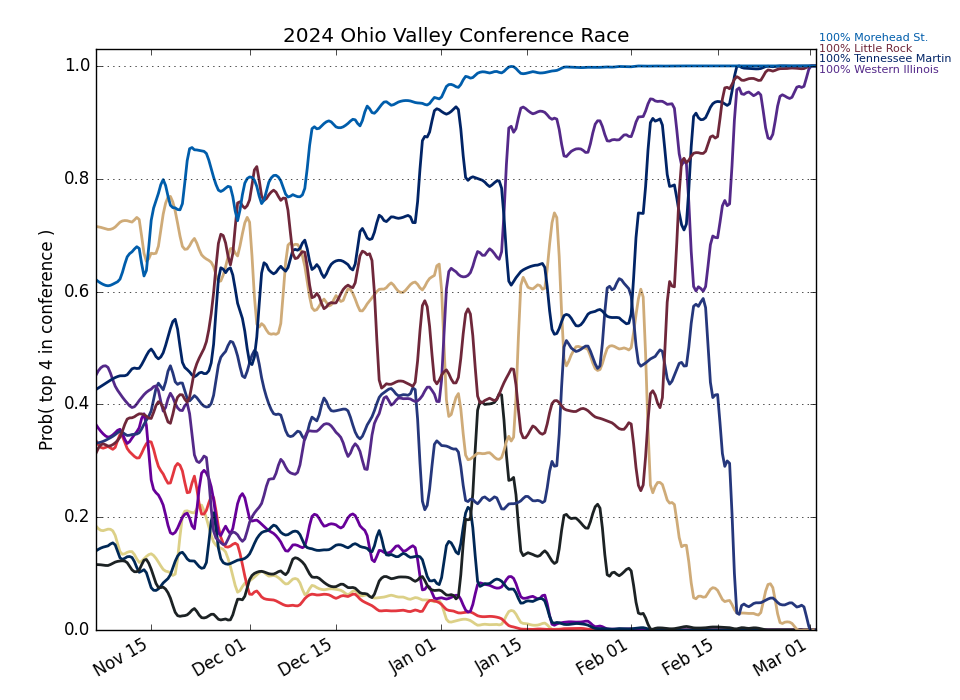 2024 Ohio Valley Conference Race
100% Morehead St.
100% Little Rock
100% Tennessee Martin
100% Western Illinois
Prob( top 4 in conference )
1.0
0.8
0.6
0.4
0.2
0.0
Nov 15
Dec 01
Dec 15
Jan 01
Jan 15
Feb 01
Feb 15
Mar 01